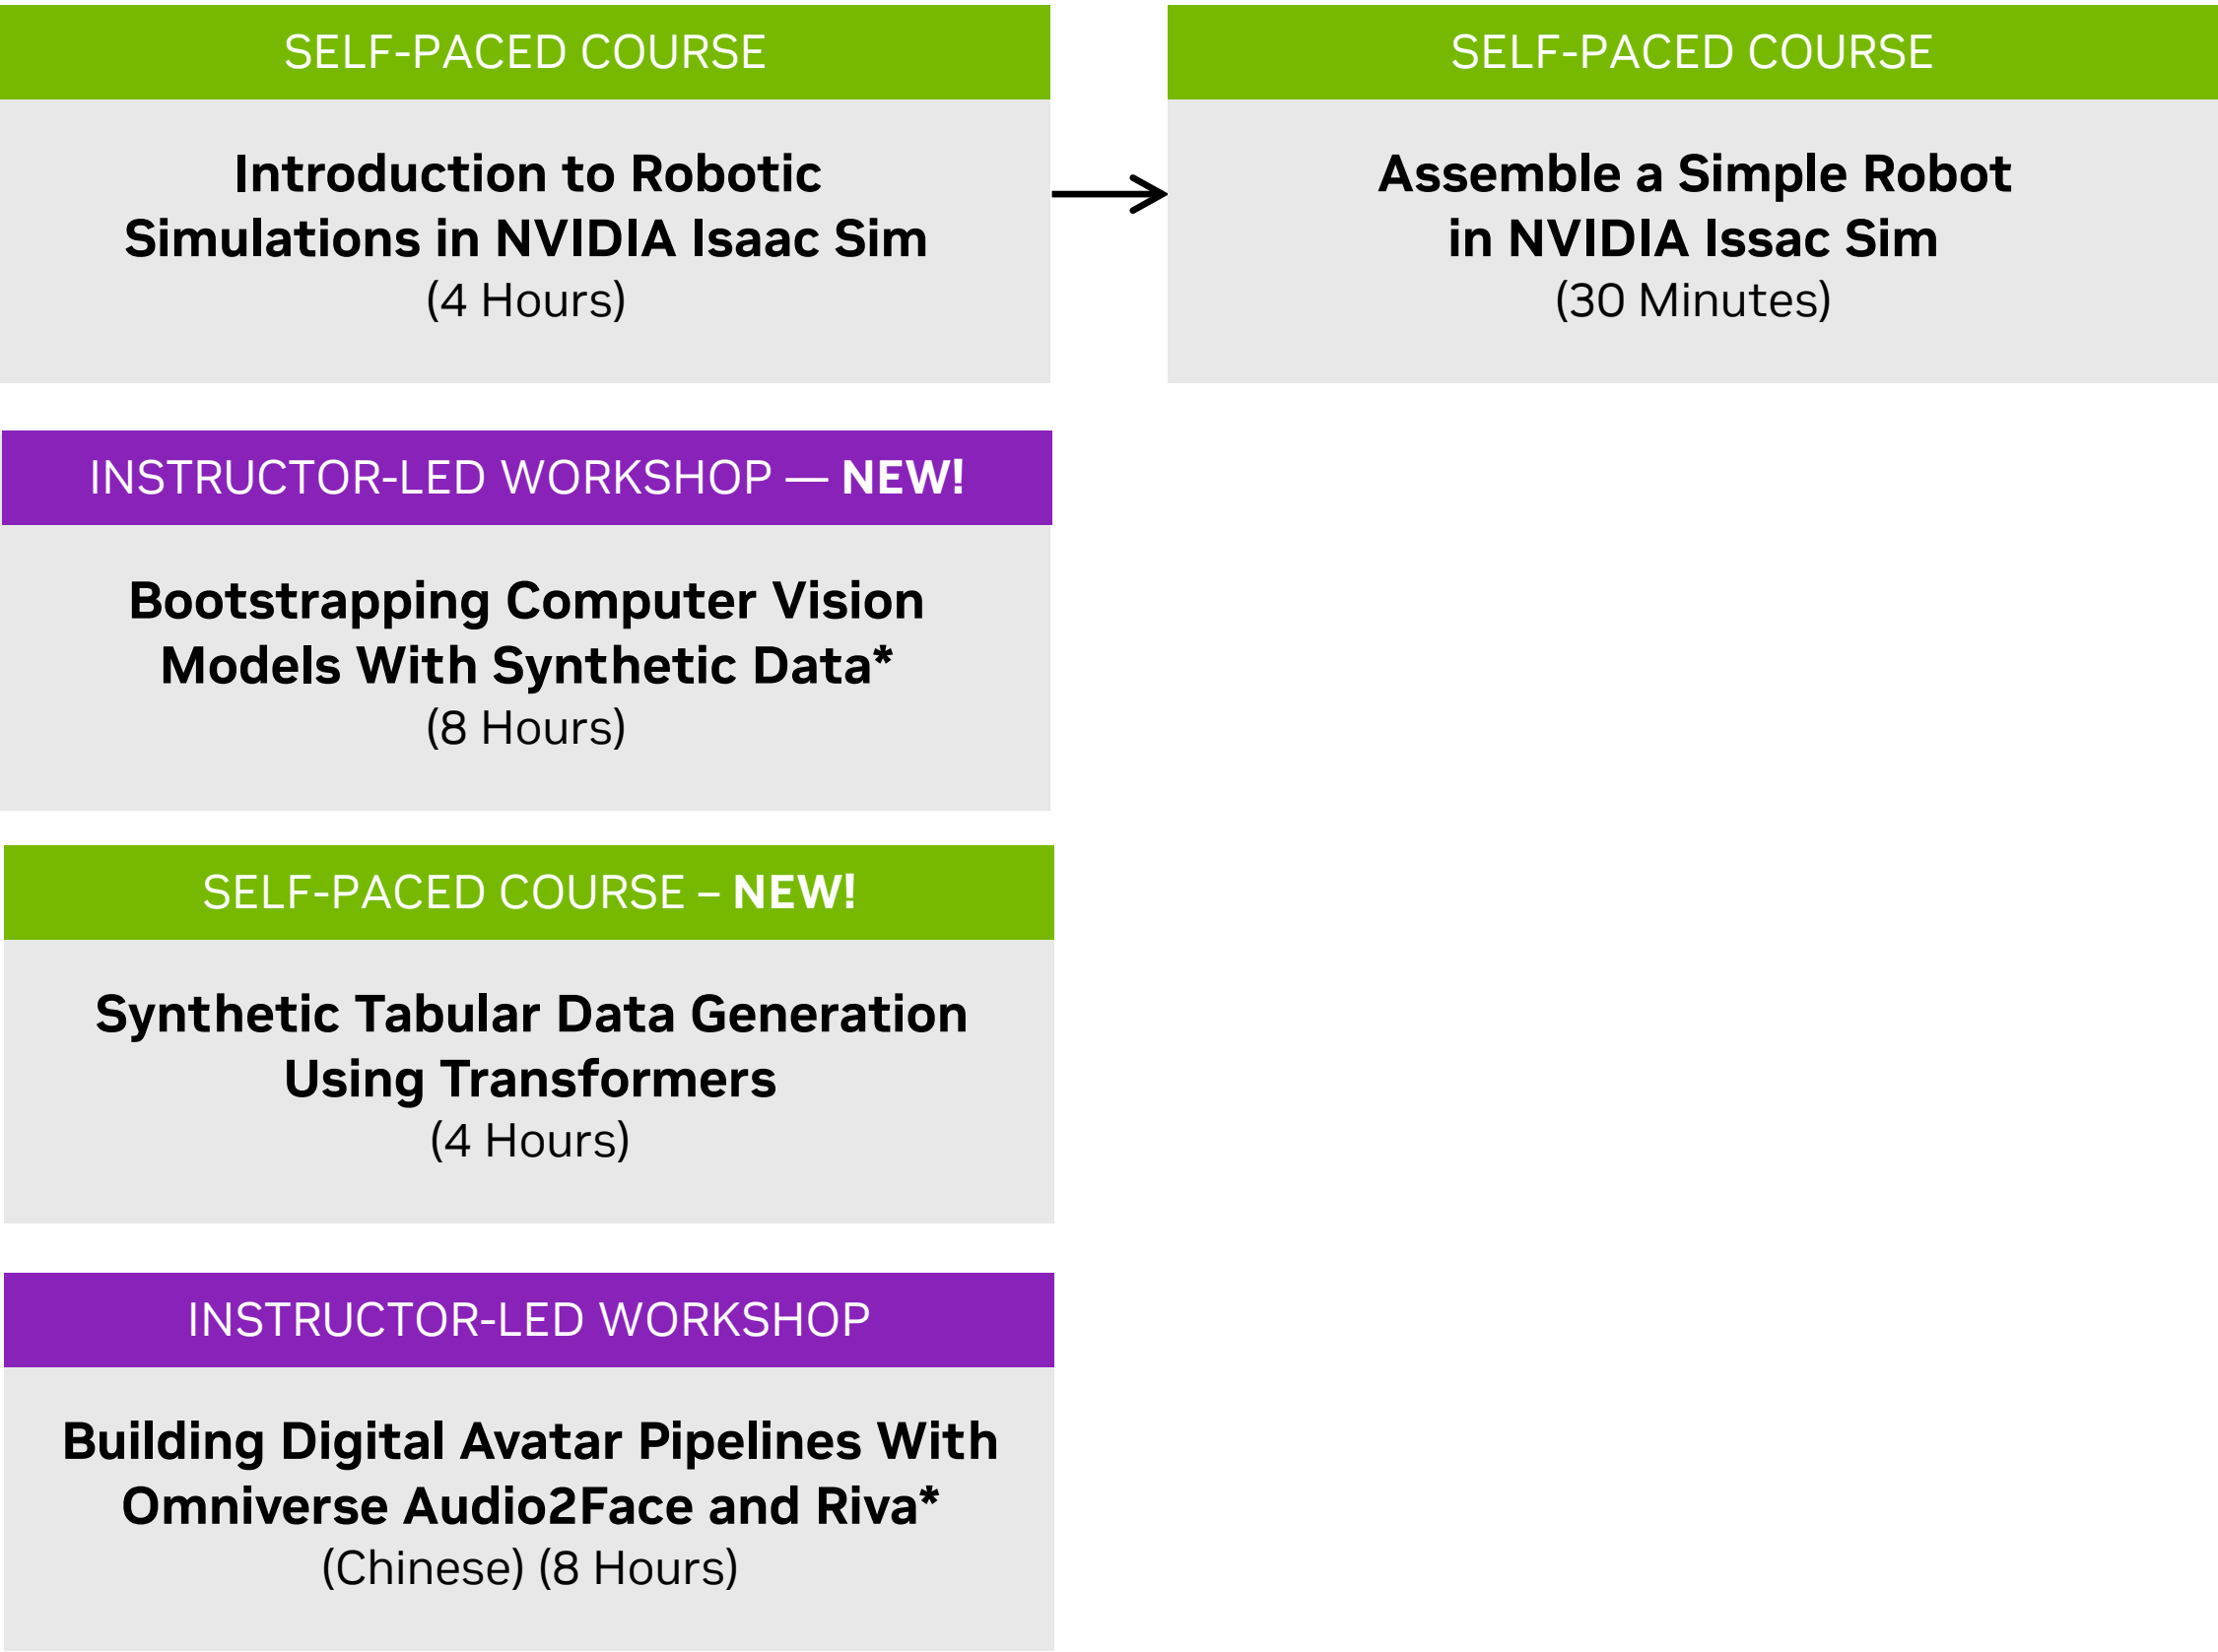 SELF-PACED COURSE
Introduction to Robotic
Simulations in NVIDIA Isaac Sim
(4 Hours)
SELF-PACED COURSE
Assemble a Simple Robot
in NVIDIA Issac Sim
(30 Minutes)
INSTRUCTOR-LED WORKSHOP — NEW!
Bootstrapping Computer Vision
Models With Synthetic Data*
(8 Hours)
SELF-PACED COURSE – NEW!
Synthetic Tabular Data Generation
Using Transformers
(4 Hours)
INSTRUCTOR-LED WORKSHOP
Building Digital Avatar Pipelines With
Omniverse Audio2Face and Riva*
(Chinese) (8 Hours)